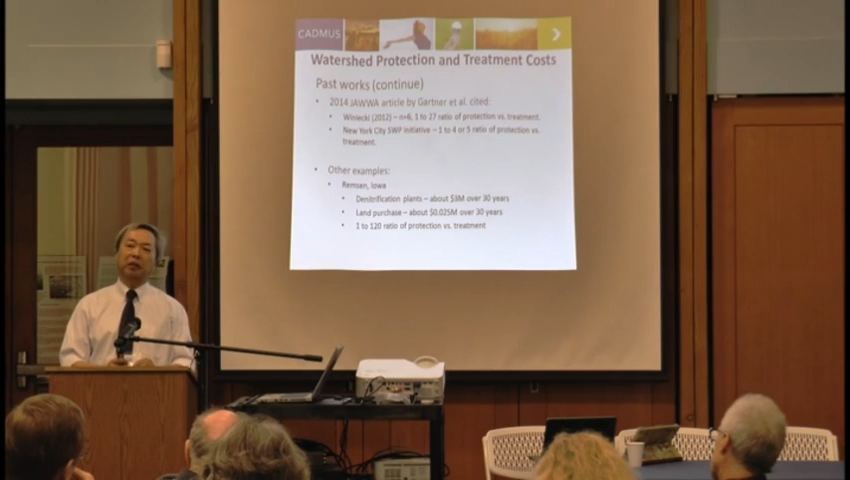 CADMUS
Watershed Protection and Treatment Costs
Past works (continue)
• 2014 JAWWA article by Gartner et al. cited:
• Winiecki (2012) – n=6, 1 to 27 ratio of protection vs. treatment.
• New York City SWP initiative – 1 to 4 or 5 ratio of protection vs.
treatment.
• Other examples:
• Remsen, Iowa
• Denitrification plants – about $3M over 30 years
• Land purchase – about $0.025M over 30 years
• 1 to 120 ratio of protection vs. treatment